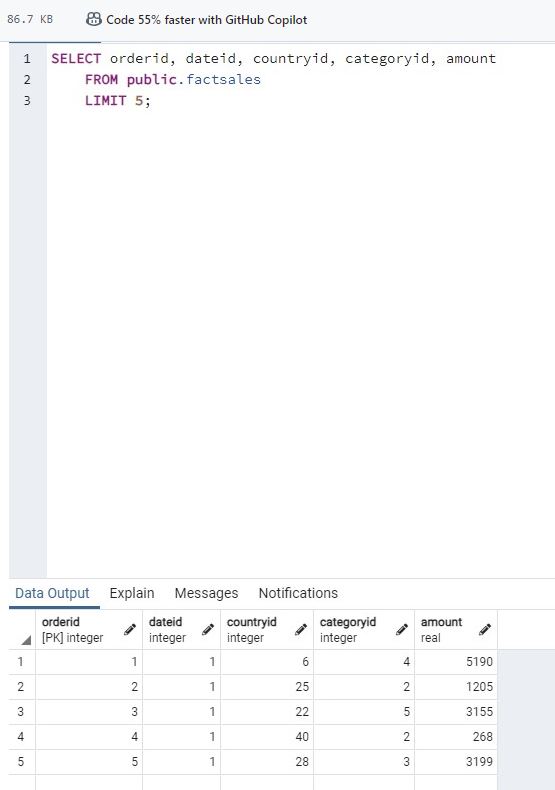 86.7 KB Code 55% faster with GitHub Copilot
1 SELECT orderid, dateid, countryid, categoryid, amount
2 FROM public.factsales
3 LIMIT 5;
Data Output Explain Messages Notifications
orderid dateid countryid categoryid amount
[PK] integer integer integer integer real
1 1 1 6 4 5190
2 2 1 25 2 1205
3 3 1 22 5 3155
4 4 1 40 2 268
5 5 1 28 3 3199